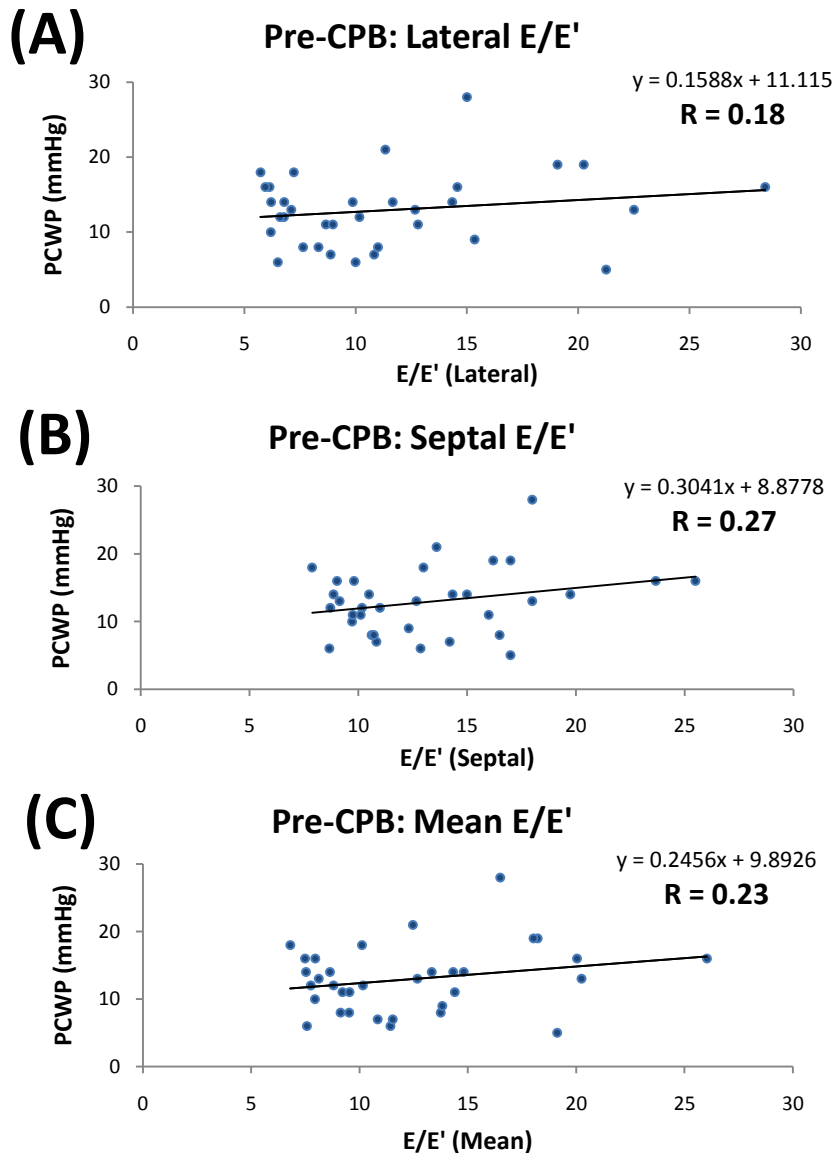 (A)
Pre-CPB: Lateral E/E'
y = 0.1588x + 11.115
R = 0.18
PCWP (mmHg)
30
20
10
0
0 5 10 15 20 25 30
E/E' (Lateral)
(B)
Pre-CPB: Septal E/E'
y = 0.3041x + 8.8778
R = 0.27
PCWP (mmHg)
30
20
10
0
0 5 10 15 20 25 30
E/E' (Septal)
(C)
Pre-CPB: Mean E/E'
y = 0.2456x + 9.8926
R = 0.23
PCWP (mmHg)
30
20
10
0
0 5 10 15 20 25 30
E/E' (Mean)